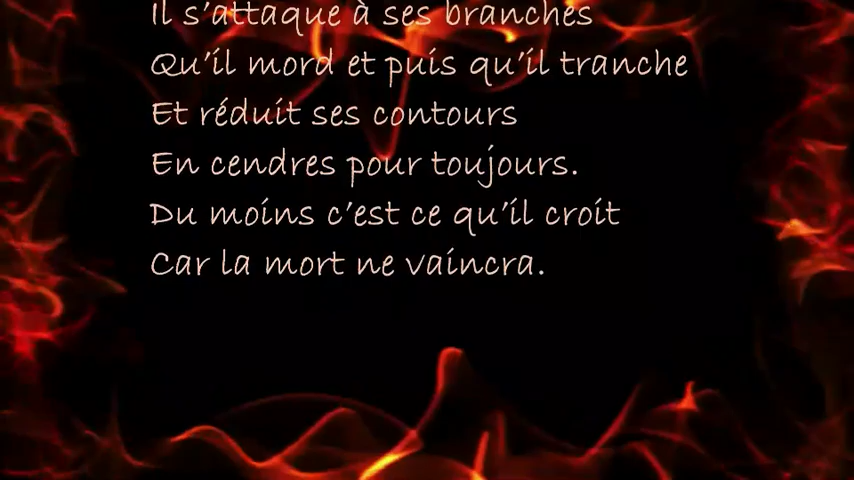 Il s'attaque à ses branches
Qu'il mord et puis qu'il tranche
Et réduit ses contours
En cendres pour toujours.
Du moins c'est ce qu'il croit
Car la mort ne vaincra.